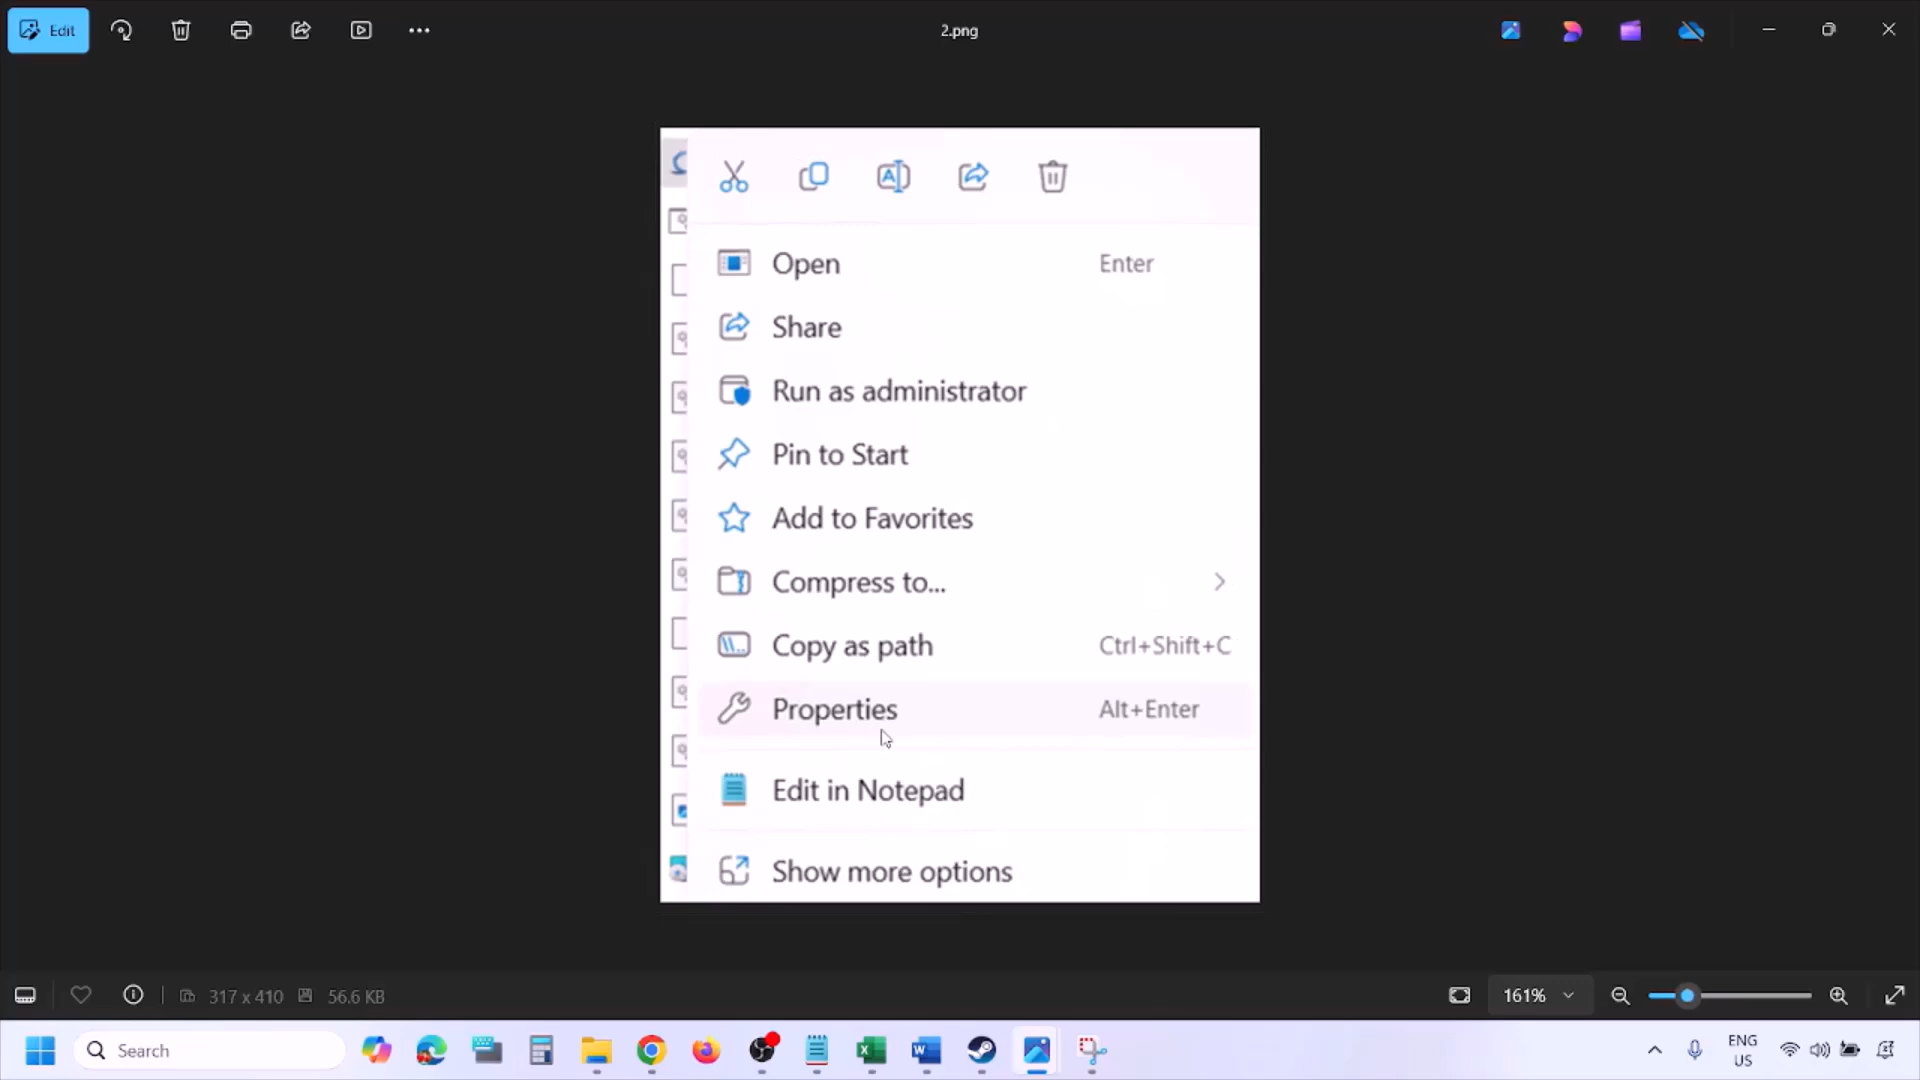 Edit
2.png
Open Enter
Share
Run as administrator
Pin to Start
Add to Favorites
Compress to...
Copy as path Ctrl+Shift+C
Properties Alt+Enter
Edit in Notepad
Show more options
317 x 410 56.6 KB 161%
Search ENG
US